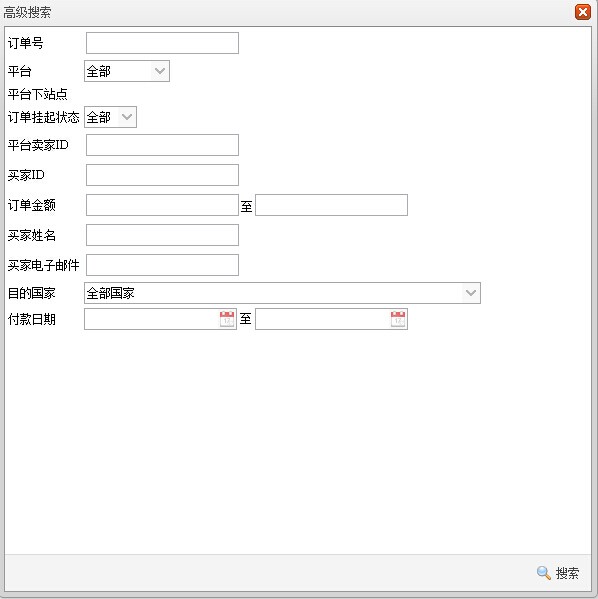 高级搜索
订单号
平台 全部
平台下站点
订单挂起状态 全部
平台卖家ID
买家ID
订单金额 至
买家姓名
买家电子邮件
目的国家 全部国家
付款日期 至
搜索